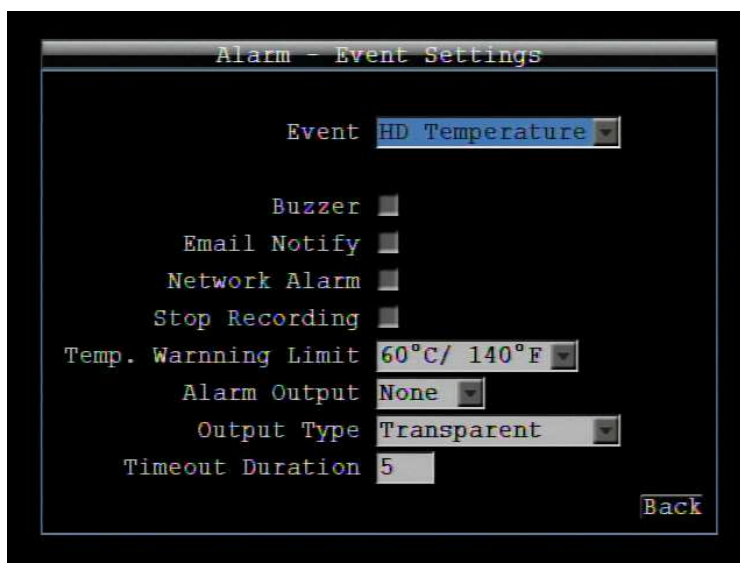 Alarm - Event Settings
Event HD Temperature
Buzzer
Email Notify
Network Alarm
Stop Recording
Temp. Warnning Limit 60°C/ 140°F
Alarm Output None
Output Type Transparent
Timeout Duration 5
Back